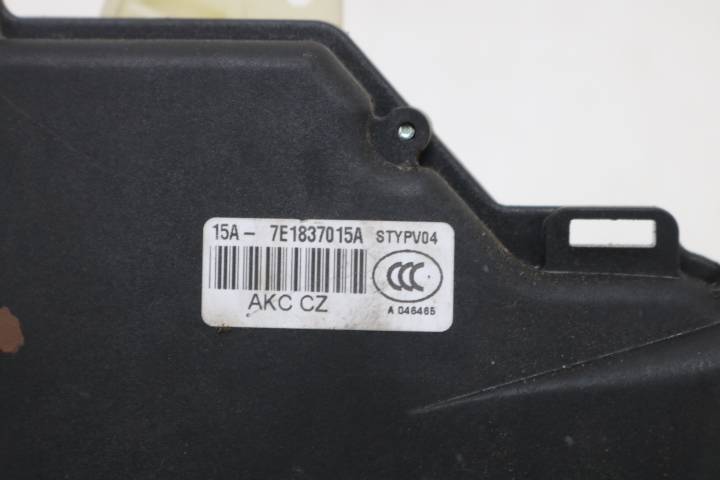 15A - 7E1837015A STYPV04
CCC
AKC CZ
A 046465